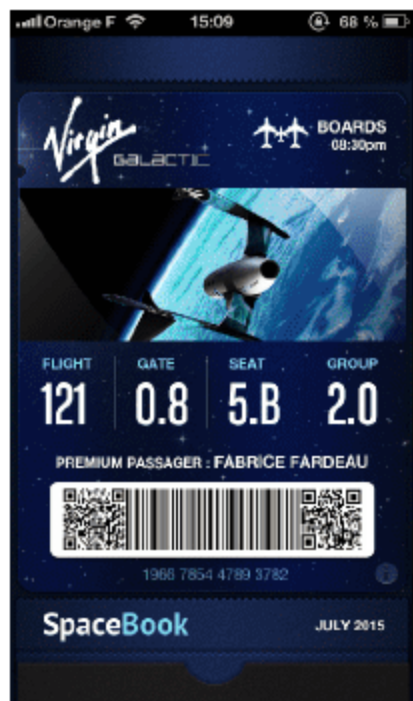 Orange F 15:09 68 %
Virgin
GALACTIC
BOARDS
08:30pm
FLIGHT GATE SEAT GROUP
121 0.8 5.B 2.0
PREMIUM PASSAGER : FABRICE FARDEAU
1966 7854 4789 3782
SpaceBook JULY 2015